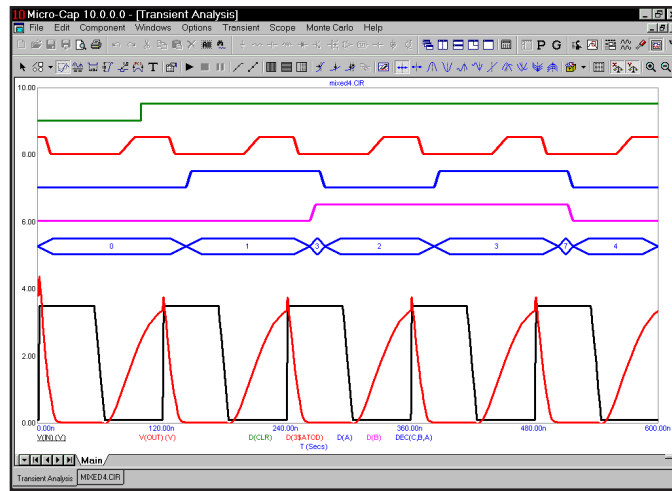 Micro-Cap 10.0.0.0 - [Transient Analysis]
File Edit Component Windows Options Transient Scope Monte Carlo Help
mixed4.CIR
10.00
8.00
6.00
0 1 3 2 3 7 4
4.00
2.00
0.00
0.00n 120.00n 240.00n 360.00n 480.00n 600.00n
V(IN) (V) V(OUT) (V) D(CLR) D(3$ATOD) D(A) D(B) DEC(C,B,A)
T (Secs)
Main
Transient Analysis MIXED4.CIR